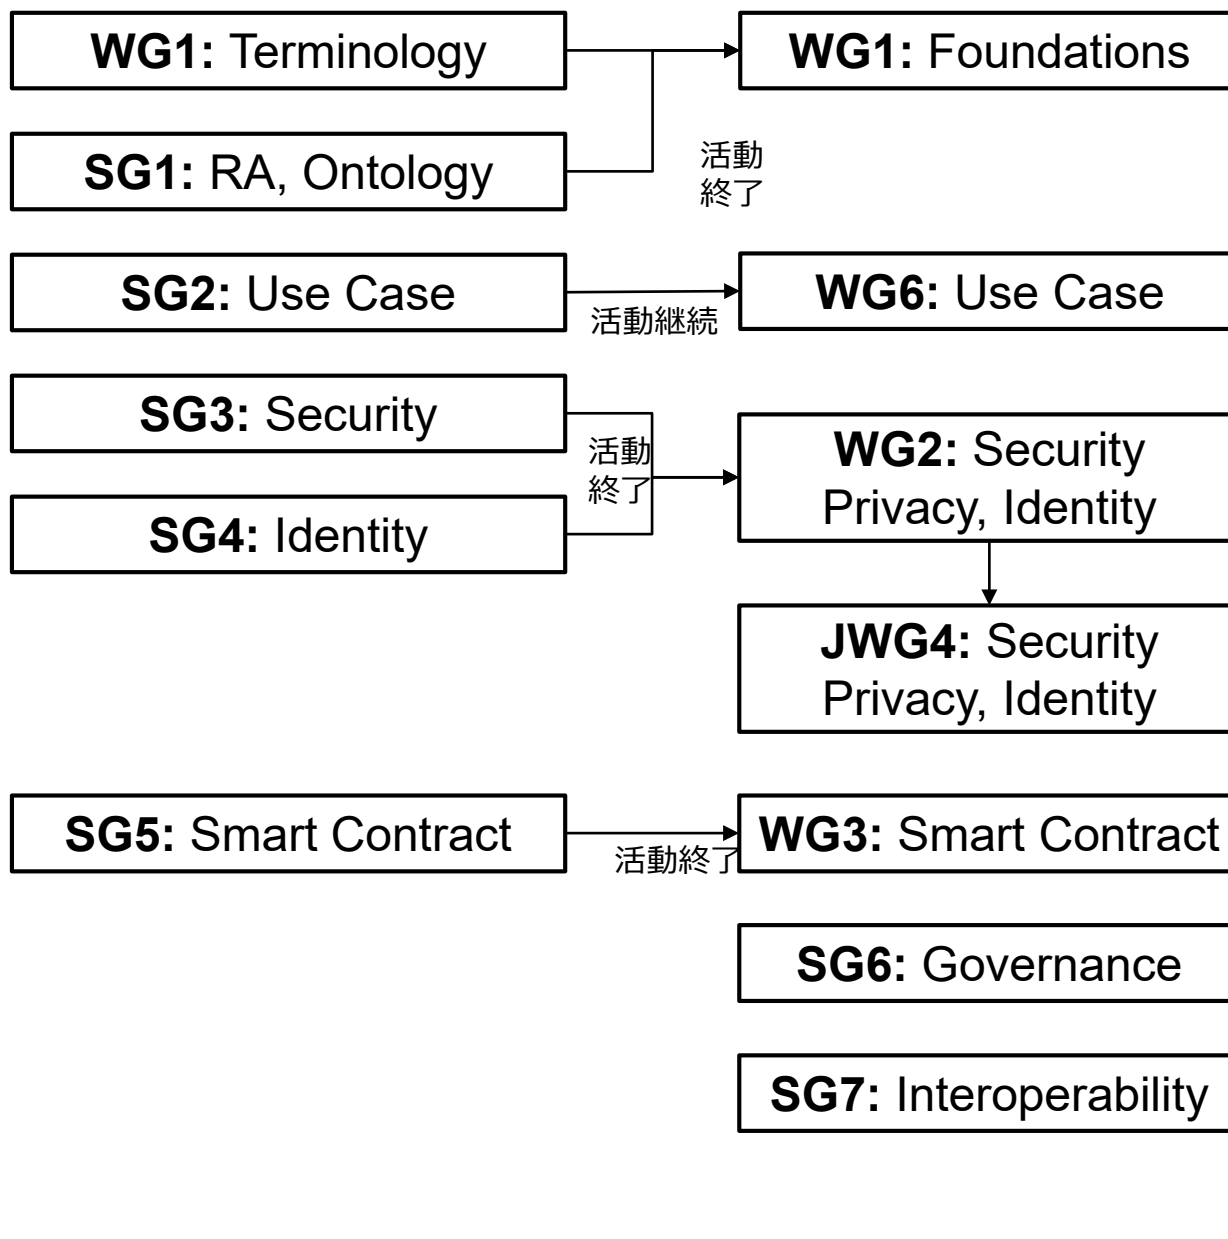 WG1: Terminology
WG1: Foundations
SG1: RA, Ontology
活動
終了
SG2: Use Case
活動継続
WG6: Use Case
SG3: Security
活動
終了
SG4: Identity
WG2: Security
Privacy, Identity
JWG4: Security
Privacy, Identity
SG5: Smart Contract
活動終了
WG3: Smart Contract
SG6: Governance
SG7: Interoperability